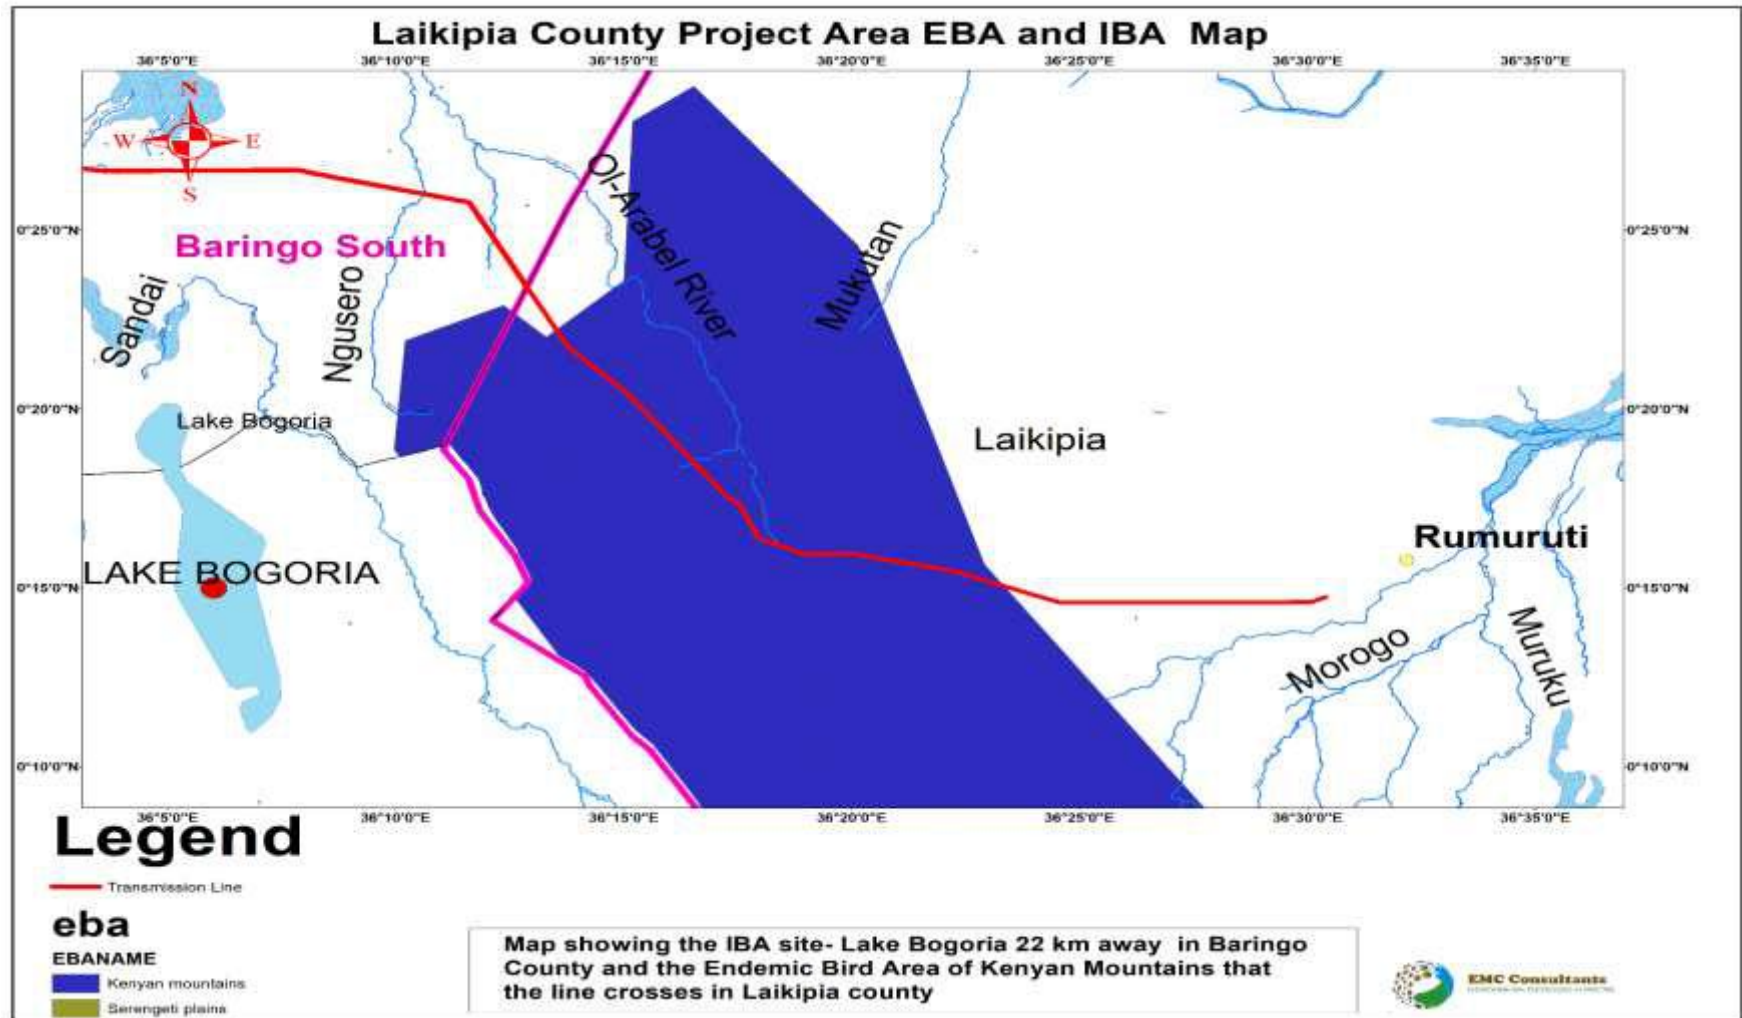 Laikipia County Project Area EBA and IBA Map
36°5'0"E 36°10'0"E 36°15'0"E 36°20'0"E 36°25'0"E 36°30'0"E 36°35'0"E
N
W E
S
0°25'0"N 0°25'0"N
Baringo South
Ol-Arabel River
Mukutan
Sandai
Ngusero
0°20'0"N 0°20'0"N
Lake Bogoria
Laikipia
Rumuruti
LAKE BOGORIA
0°15'0"N 0°15'0"N
Morogo
Muruku
0°10'0"N 0°10'0"N
36°5'0"E 36°10'0"E 36°15'0"E 36°20'0"E 36°25'0"E 36°30'0"E 36°35'0"E
Legend
Transmission Line
eba
EBANAME
Kenyan mountains
Serengeti plains
Map showing the IBA site- Lake Bogoria 22 km away in Baringo
County and the Endemic Bird Area of Kenyan Mountains that
the line crosses in Laikipia county
EMC Consultants